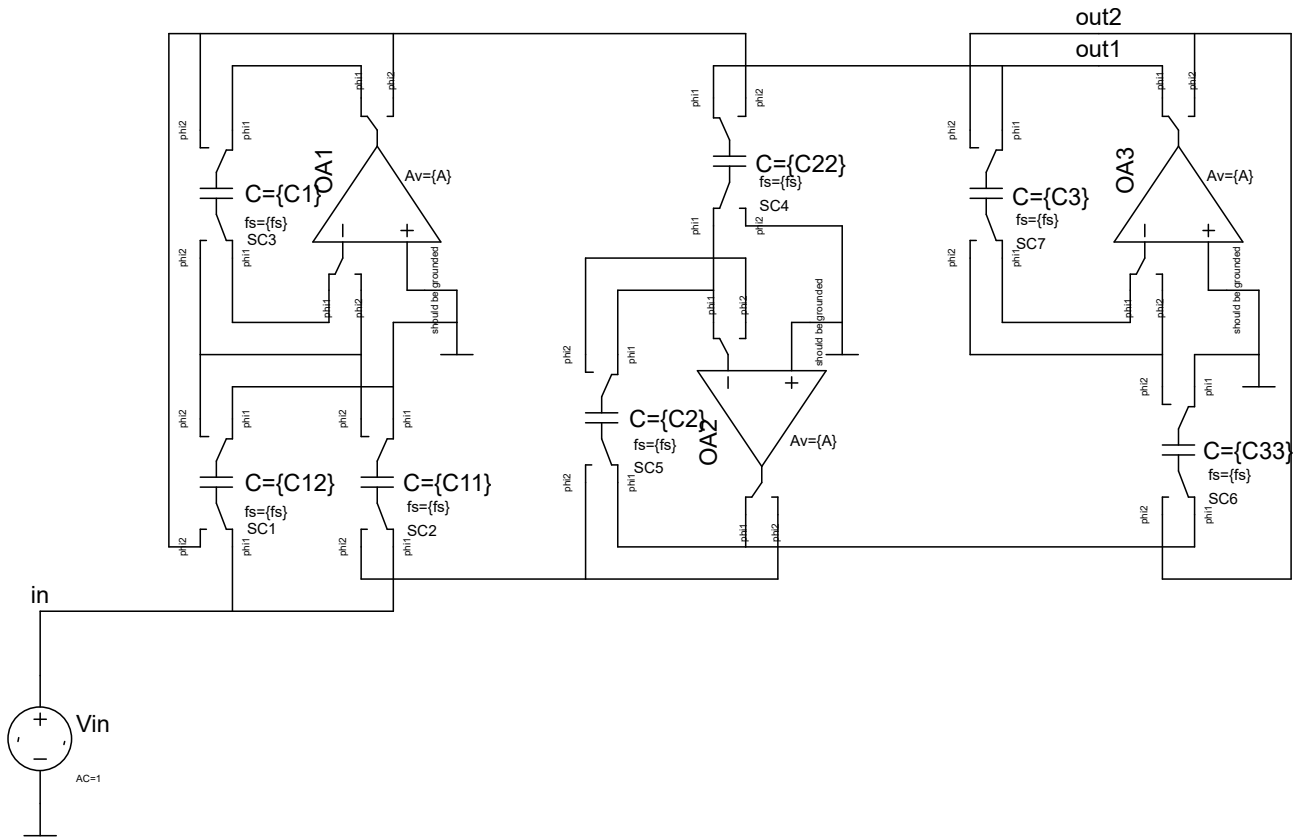 out2
out1
phi1
phi2
phi1
phi2
phi1
phi2
phi2
phi1
phi2
phi1
OA1
Av={A}
C={C1}
fs={fs}
SC3
C={C22}
fs={fs}
SC4
C={C3}
fs={fs}
SC7
OA3
Av={A}
−
+
−
+
phi2
phi1
phi1
phi2
phi2
phi1
phi1
phi2
should be grounded
phi1
phi2
should be grounded
phi1
phi2
should be grounded
phi2
phi1
phi2
phi1
phi2
phi1
phi2
phi1
−
+
C={C2}
fs={fs}
SC5
OA2
Av={A}
C={C12}
fs={fs}
SC1
C={C11}
fs={fs}
SC2
C={C33}
fs={fs}
SC6
phi2
phi1
phi2
phi1
phi2
phi1
phi1
phi2
phi2
phi1
in
+
−
Vin
AC=1